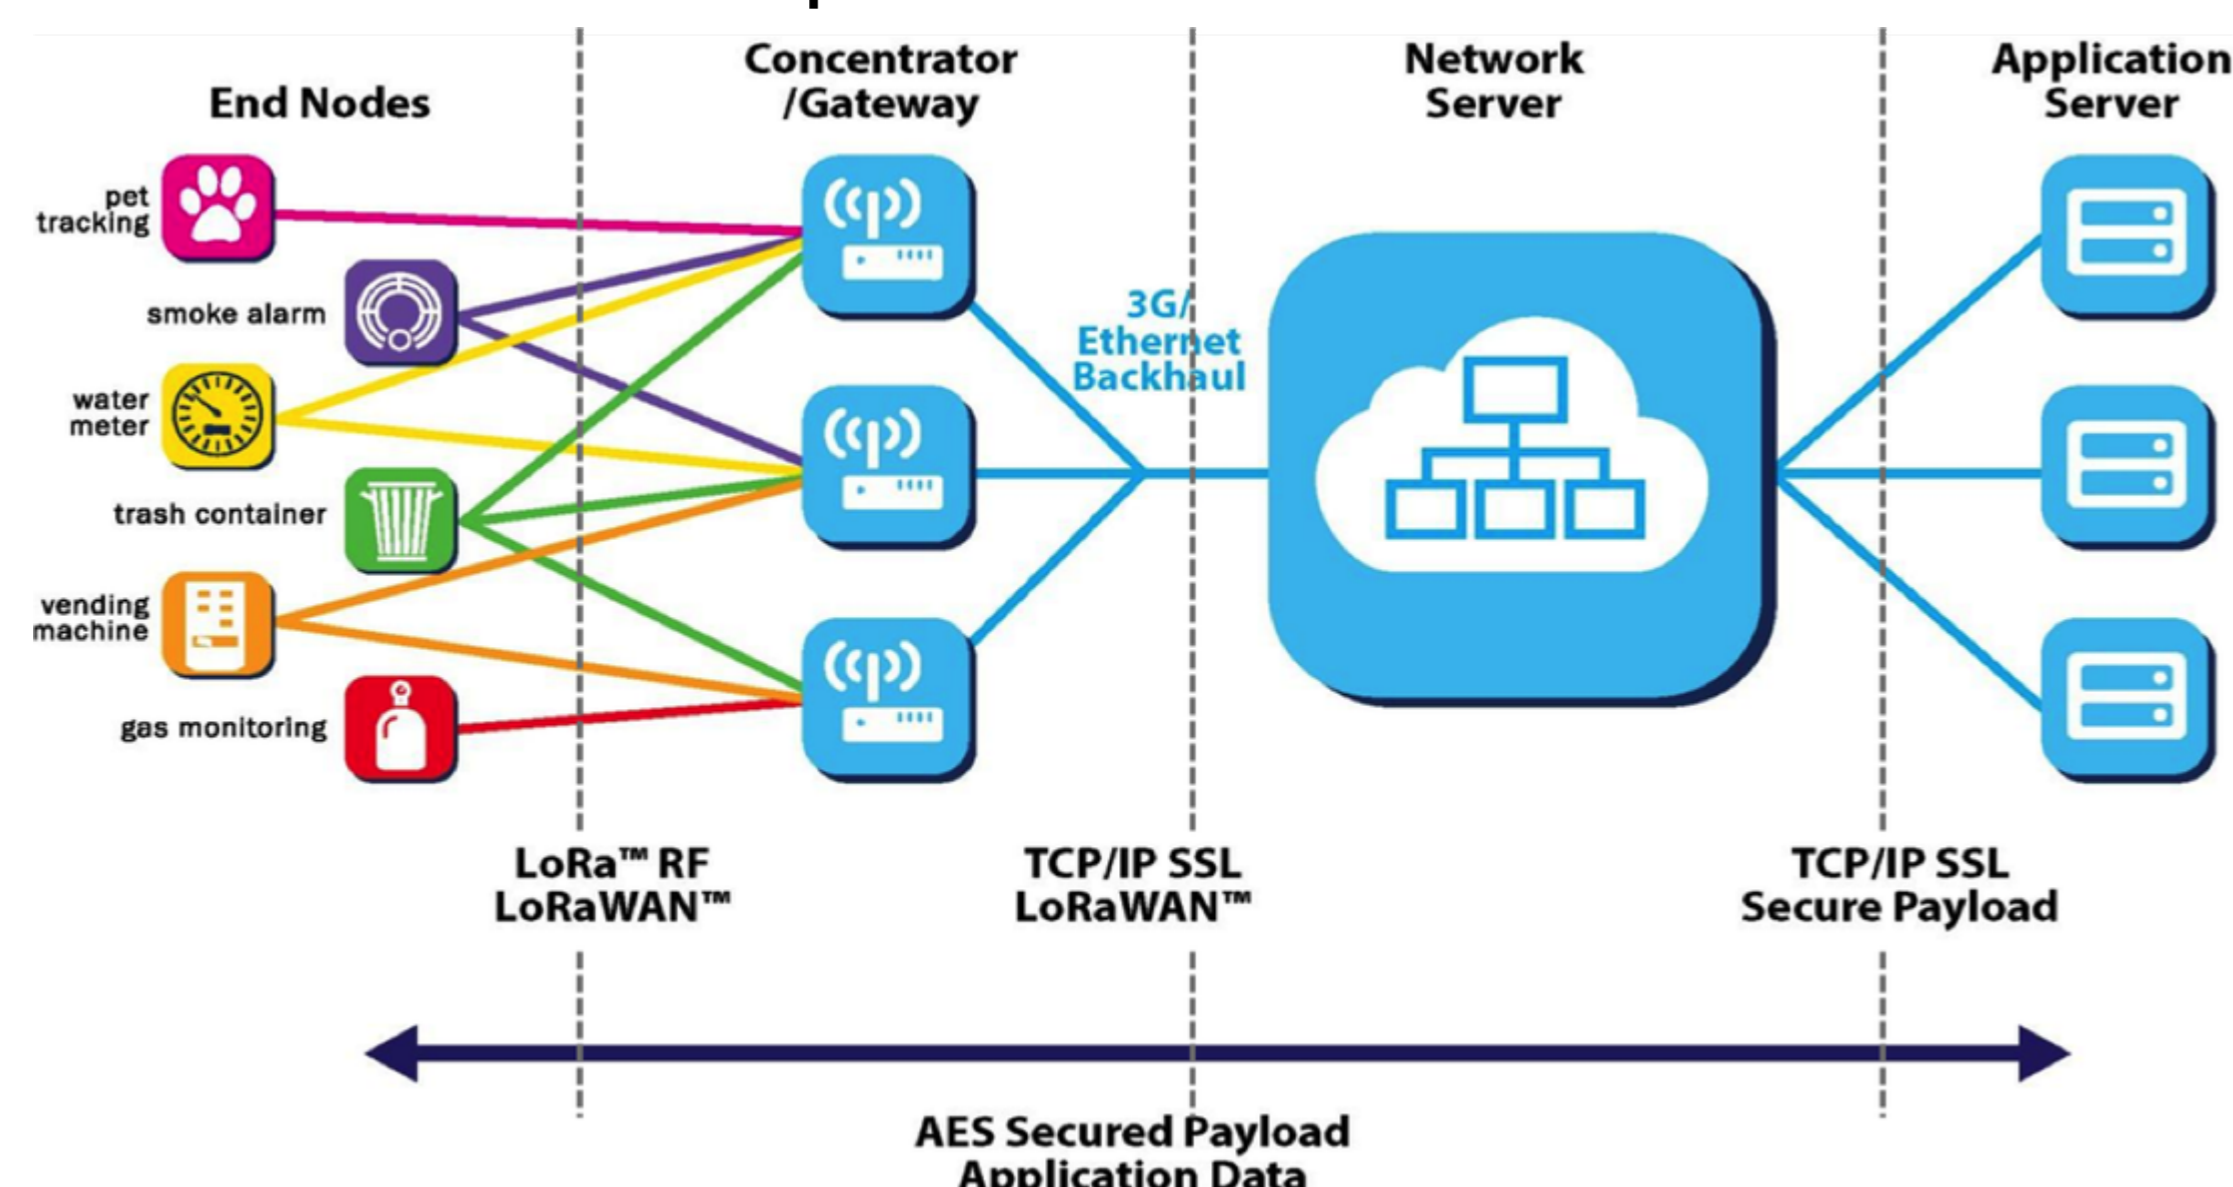 End Nodes
Concentrator
/Gateway
Network
Server
Application
Server
pet
tracking
smoke alarm
water
meter
trash container
vending
machine
gas monitoring
3G/
Ethernet
Backhaul
LoRa™ RF
LoRaWAN™
TCP/IP SSL
LoRaWAN™
TCP/IP SSL
Secure Payload
AES Secured Payload
Application Data